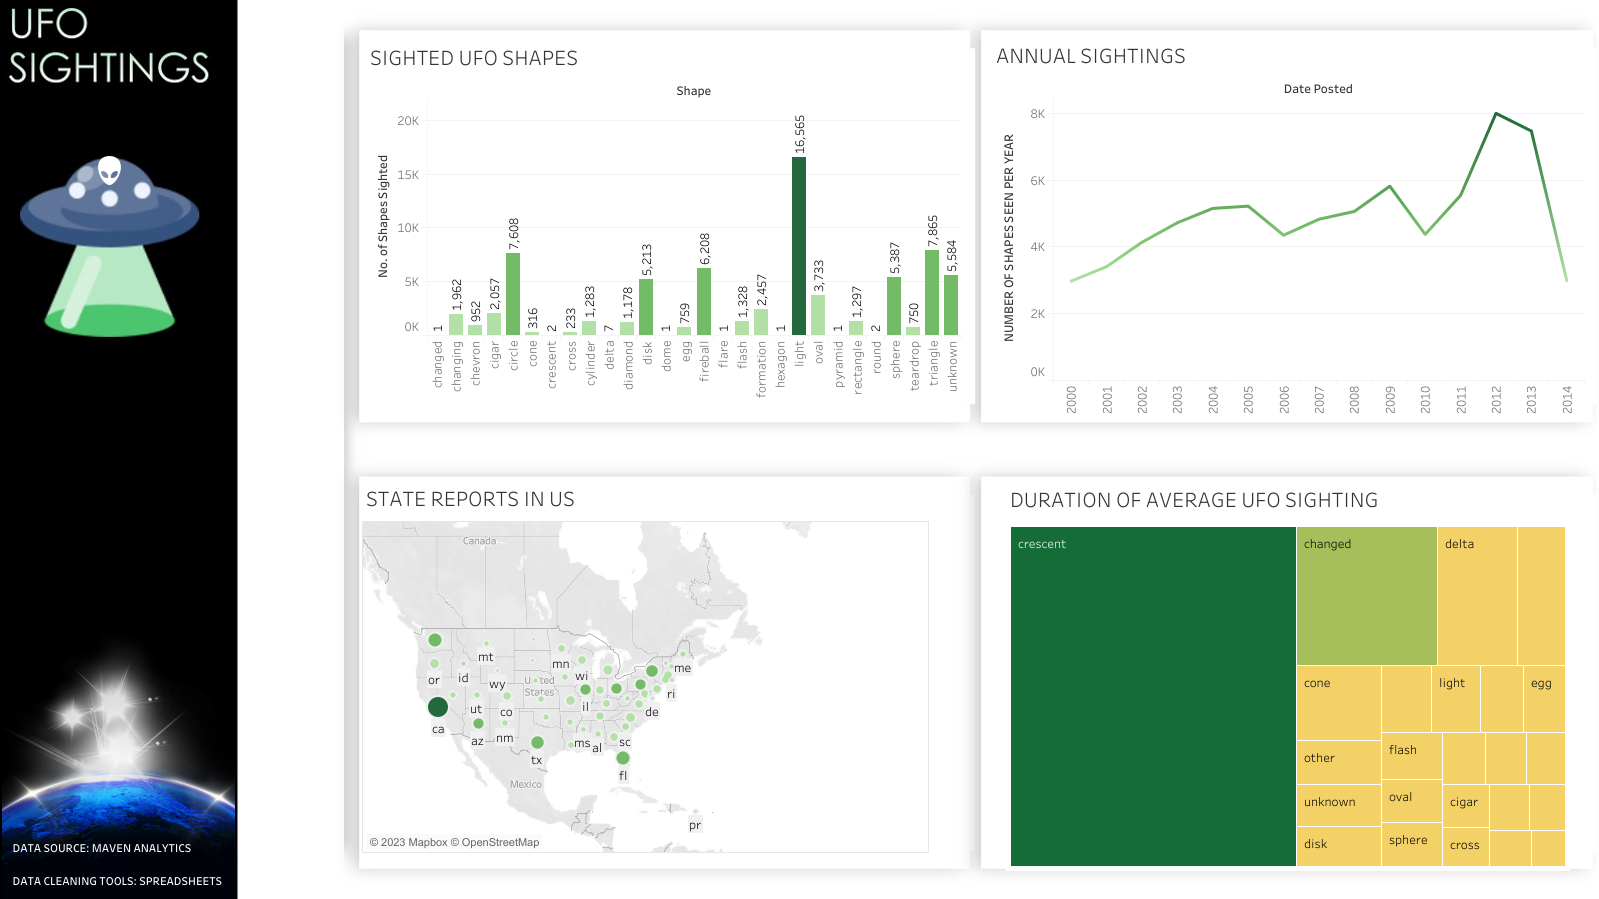 UFO
SIGHTINGS
DATA SOURCE: MAVEN ANALYTICS
DATA CLEANING TOOLS: SPREADSHEETS
SIGHTED UFO SHAPES
Shape
No. of Shapes Sighted
20K
15K
10K
5K
0K
1
1,962
952
2,057
7,608
316
2
233
1,283
7
1,178
5,213
1
759
6,208
1
1,328
2,457
1
16,565
3,733
1
1,297
2
5,387
750
7,865
5,584
changed
changing
chevron
cigar
circle
cone
crescent
cross
cylinder
delta
diamond
disk
dome
egg
fireball
flare
flash
formation
hexagon
light
oval
pyramid
rectangle
round
sphere
teardrop
triangle
unknown
ANNUAL SIGHTINGS
Date Posted
NUMBER OF SHAPES SEEN PER YEAR
8K
6K
4K
2K
0K
2000
2001
2002
2003
2004
2005
2006
2007
2008
2009
2010
2011
2012
2013
2014
STATE REPORTS IN US
Canada
mt
mn
me
or
id
wy
wi
United
States
ri
ut
co
il
de
ca
az
nm
ms
al
sc
tx
fl
Mexico
pr
© 2023 Mapbox © OpenStreetMap
DURATION OF AVERAGE UFO SIGHTING
crescent
changed
delta
cone
light
egg
other
flash
unknown
oval
cigar
disk
sphere
cross